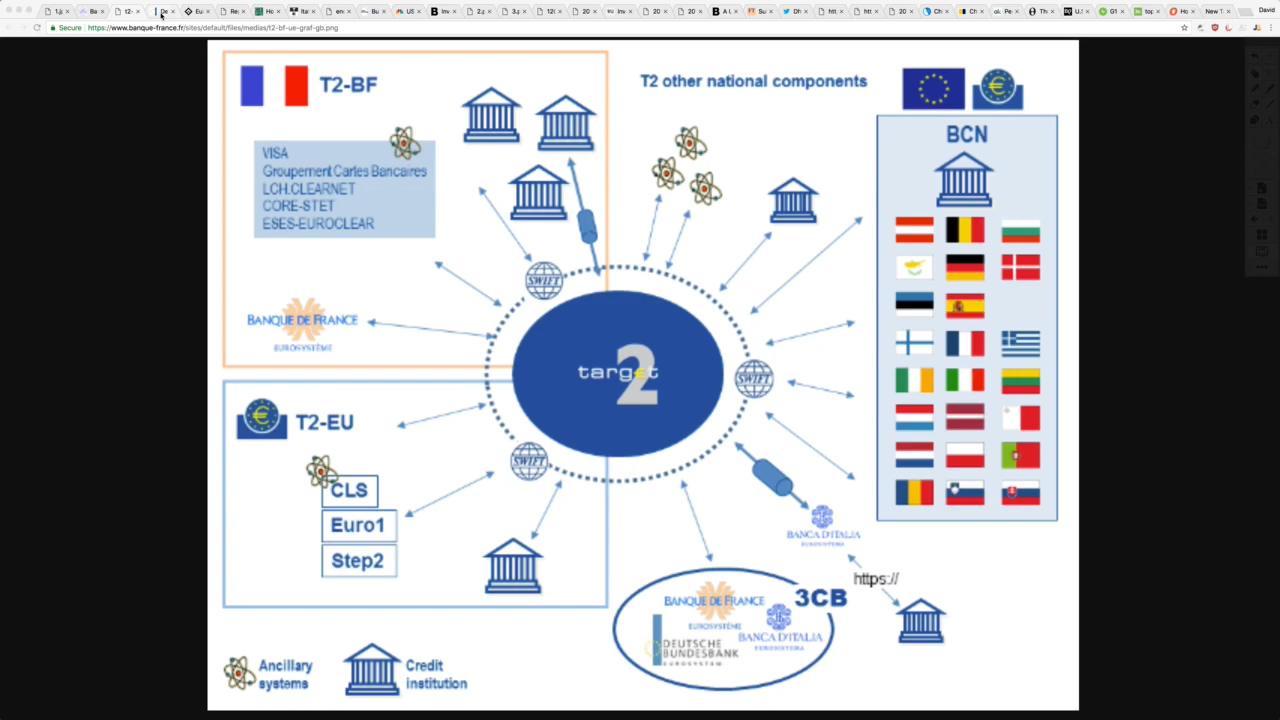 Secure
https://www.banque-france.fr/sites/default/files/medias/t2-bf-ue-graf-gb.png
David
T2-BF
T2 other national components
BCN
VISA
Groupement Cartes Bancaires
LCH.CLEARNET
CORE-STET
ESES-EUROCLEAR
SWIFT
BANQUE DE FRANCE
EUROSYSTÈME
target
2
SWIFT
T2-EU
SWIFT
CLS
Euro1
Step2
BANCA D'ITALIA
EUROSISTEMA
https://
3CB
BANQUE DE FRANCE
EUROSYSTÈME
BANCA D'ITALIA
EUROSISTEMA
DEUTSCHE
BUNDESBANK
EUROSYSTEM
Ancillary
systems
Credit
institution